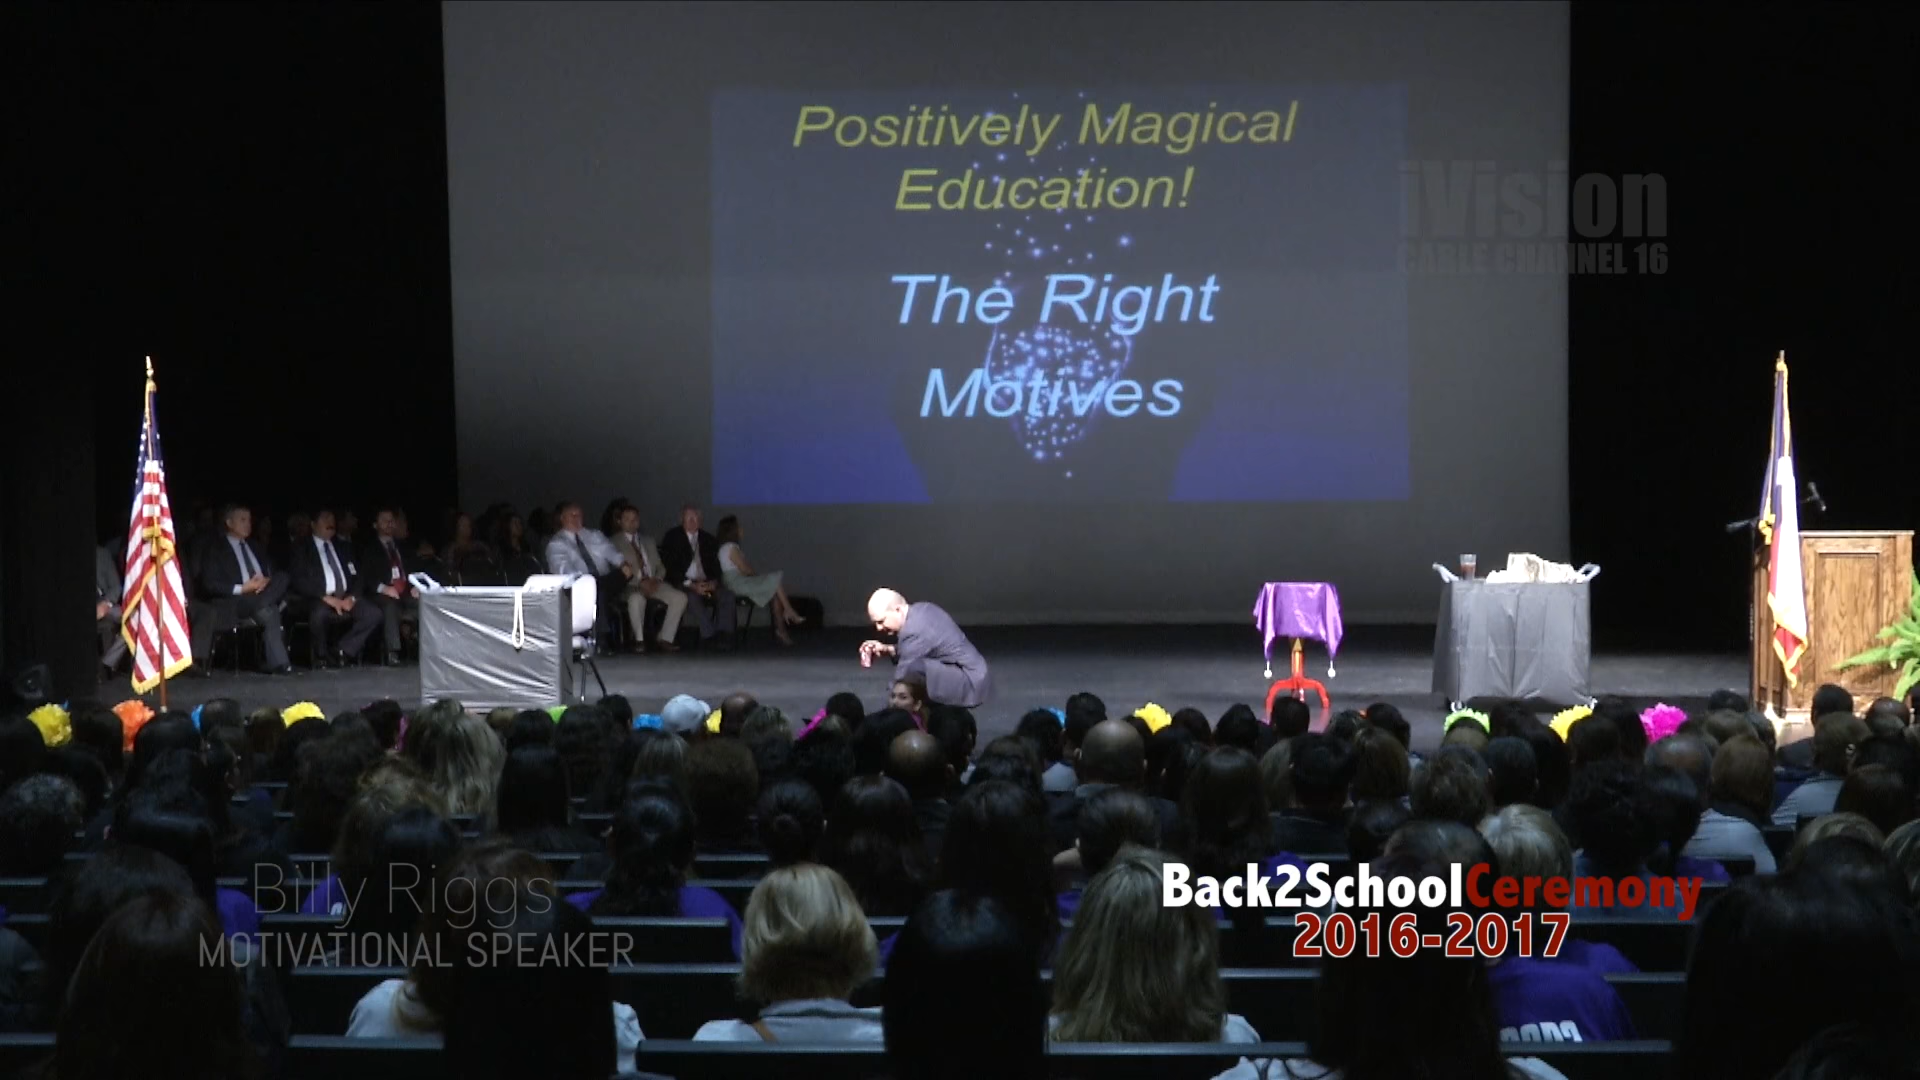 Positively Magical
Education!
The Right
Motives
iVision
CABLE CHANNEL 16
Billy Riggs
MOTIVATIONAL SPEAKER
Back2SchoolCeremony
2016-2017